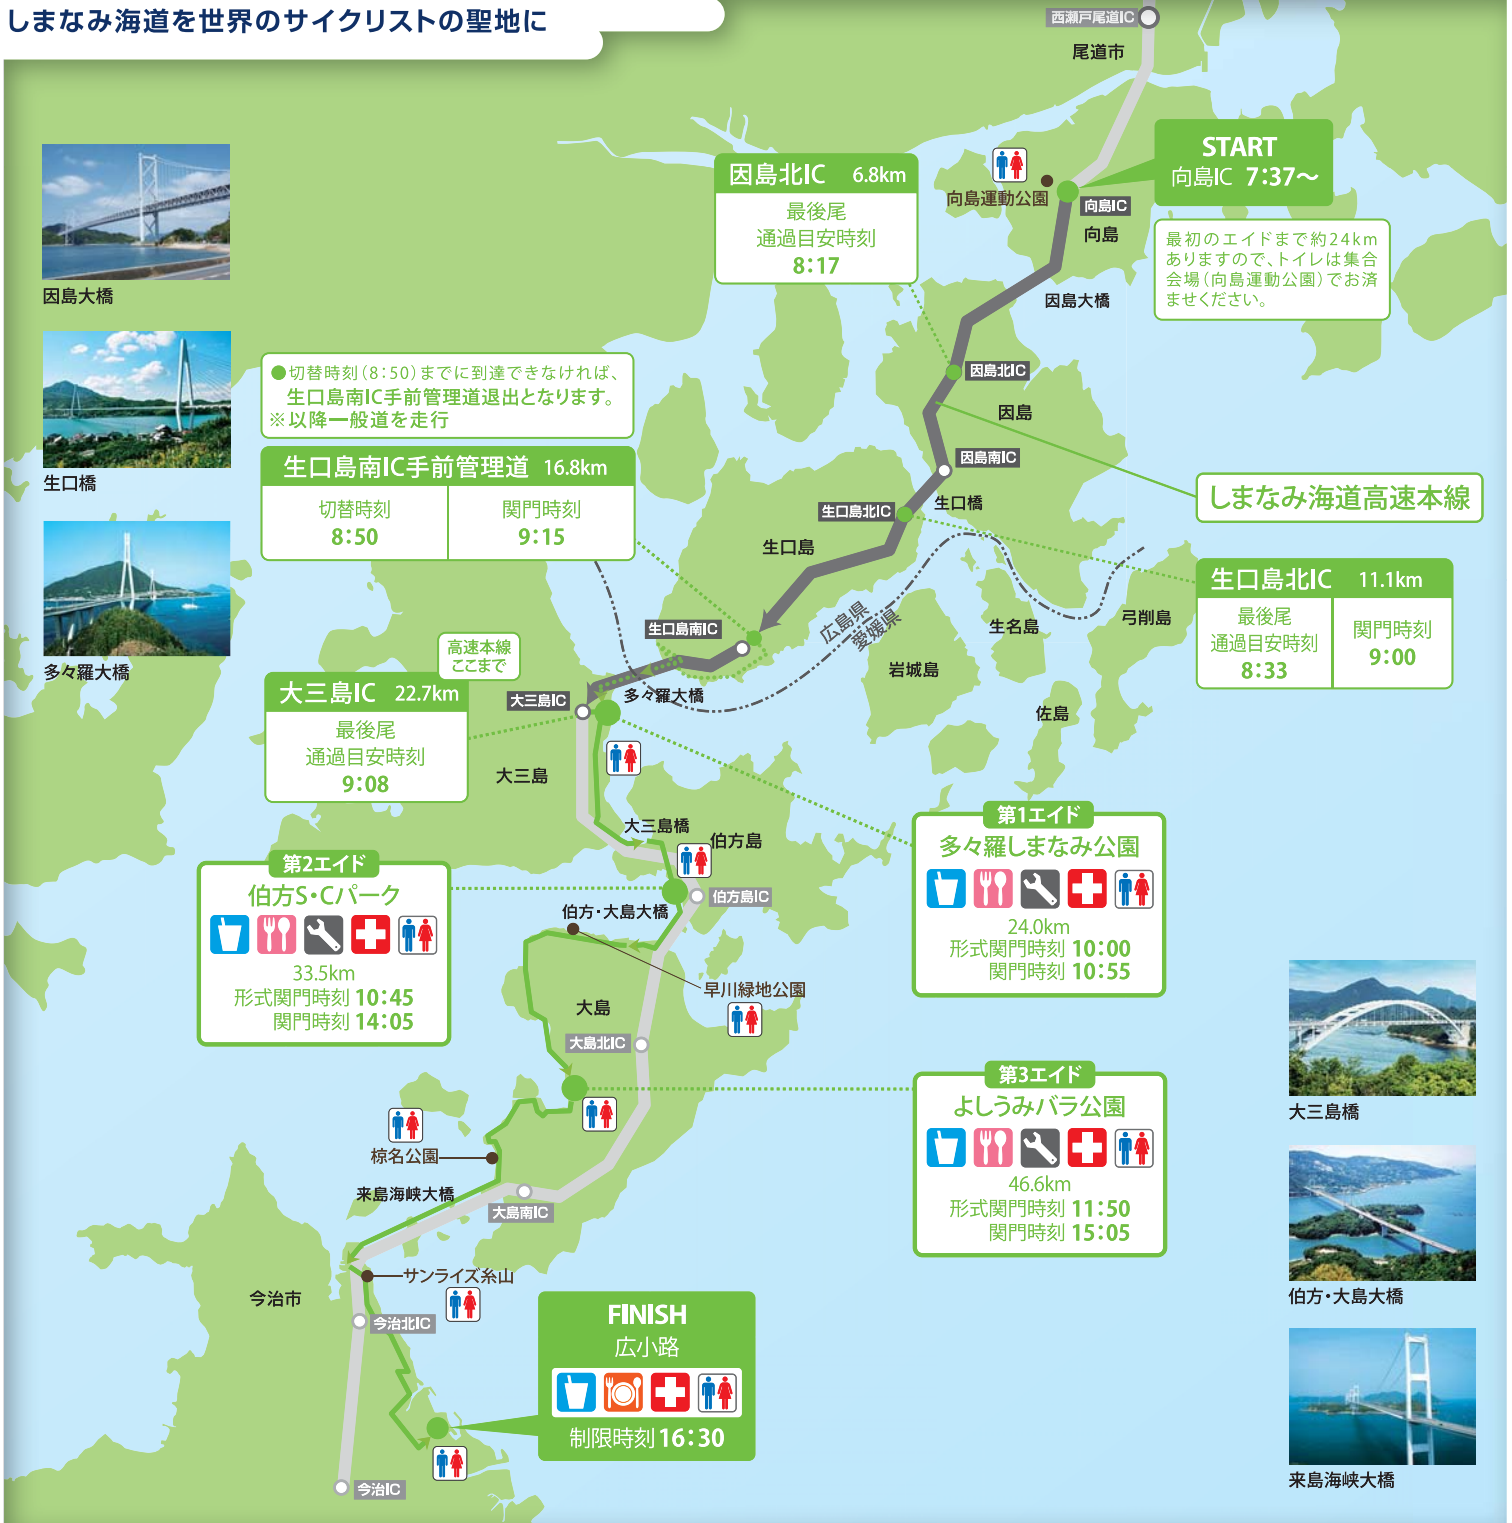 しまなみ海道を世界のサイクリストの聖地に
西瀬戸尾道IC
尾道市
START
向島IC 7:37～
最初のエイドまで約24km
ありますので、トイレは集合
会場（向島運動公園）でお済
ませください。
向島運動公園
向島IC
向島
因島北IC 6.8km
最後尾
通過目安時刻
8:17
因島大橋
因島大橋
因島北IC
因島
因島南IC
生口橋
生口橋
●切替時刻（8:50）までに到達できなければ、
生口島南IC手前管理道退出となります。
※以降一般道を走行
生口島南IC手前管理道 16.8km
切替時刻
8:50
関門時刻
9:15
しまなみ海道高速本線
生口島北IC
生口島
生口島北IC 11.1km
最後尾
通過目安時刻
8:33
関門時刻
9:00
広島県
愛媛県
生名島
弓削島
岩城島
佐島
多々羅大橋
生口島南IC
高速本線
ここまで
大三島IC 22.7km
最後尾
通過目安時刻
9:08
大三島IC
多々羅大橋
大三島
大三島橋
伯方島
第1エイド
多々羅しまなみ公園
24.0km
形式関門時刻 10:00
関門時刻 10:55
第2エイド
伯方S・Cパーク
33.5km
形式関門時刻 10:45
関門時刻 14:05
伯方島IC
伯方・大島大橋
早川緑地公園
大島
大島北IC
第3エイド
よしうみバラ公園
46.6km
形式関門時刻 11:50
関門時刻 15:05
大三島橋
椋名公園
来島海峡大橋
大島南IC
サンライズ糸山
今治市
今治北IC
FINISH
広小路
制限時刻 16:30
今治IC
伯方・大島大橋
来島海峡大橋